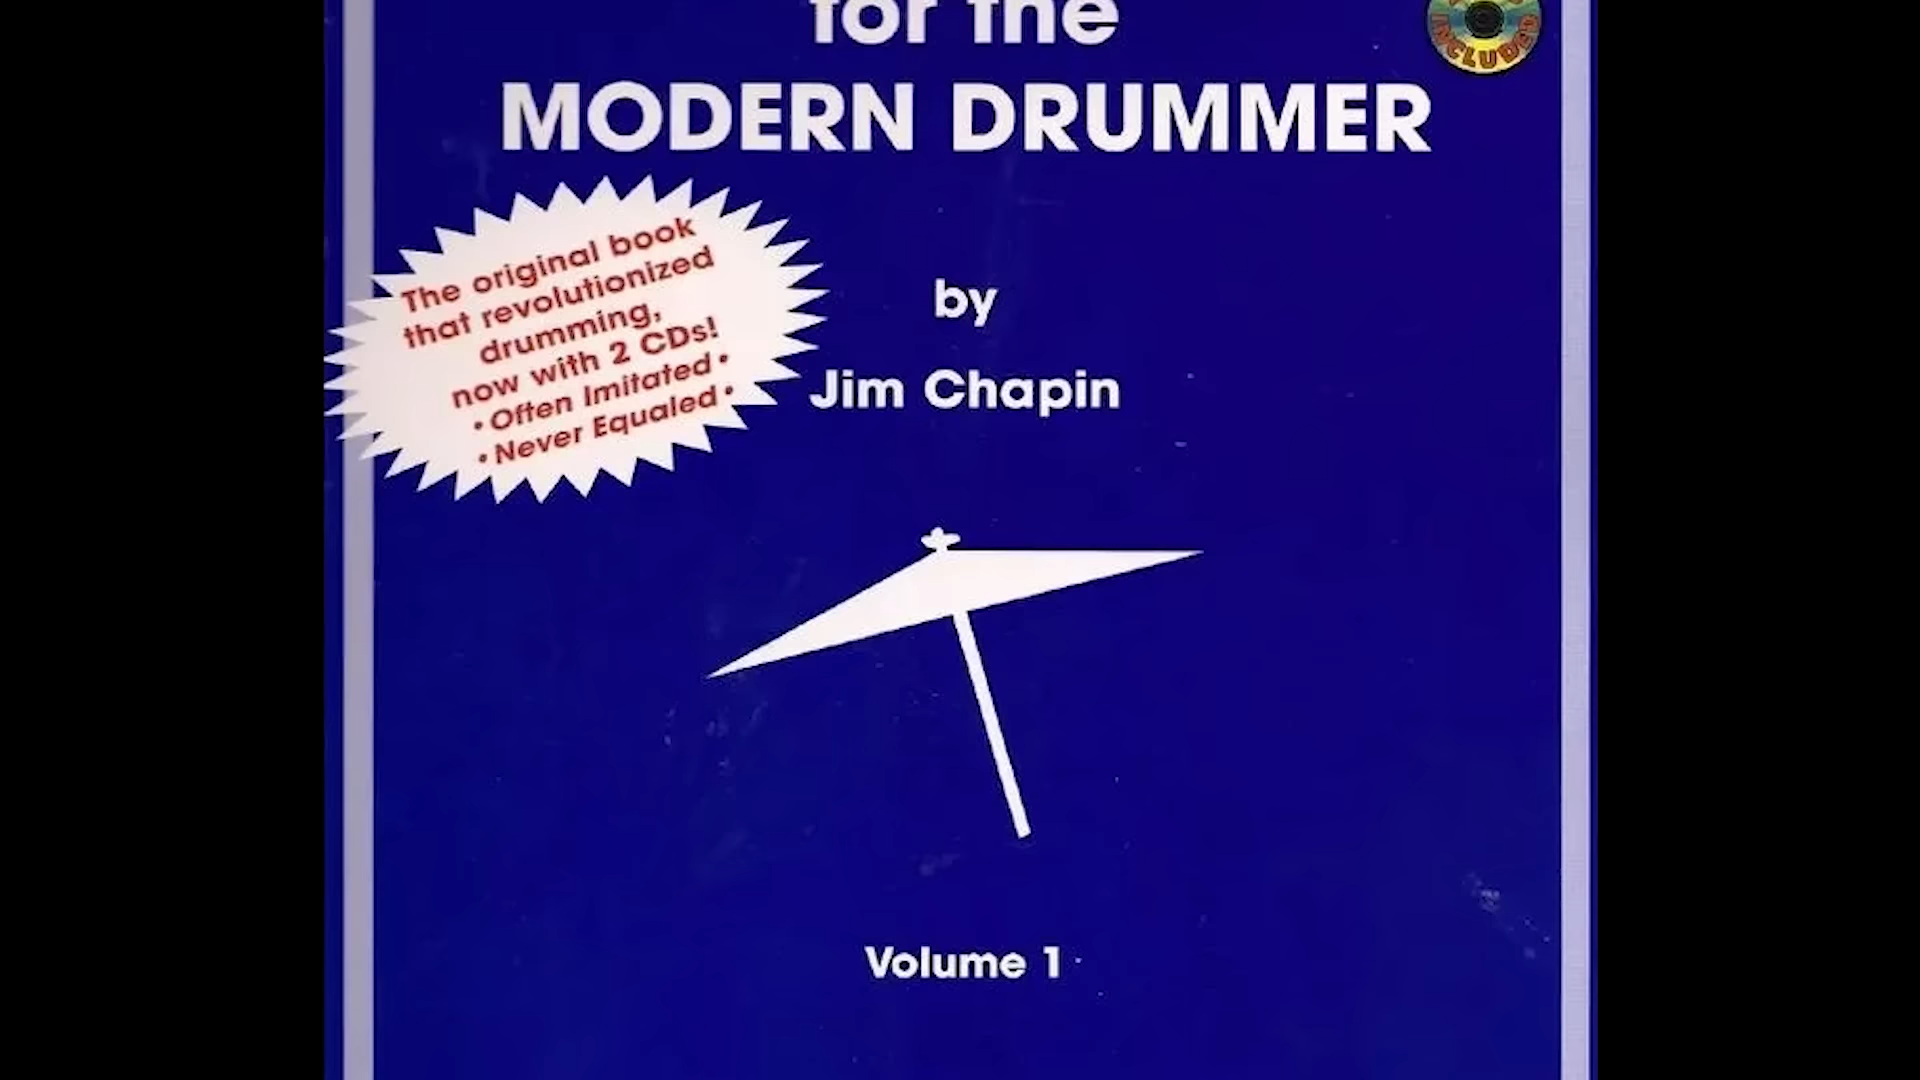 for the
MODERN DRUMMER
INCLUDED
The original book
that revolutionized
drumming,
now with 2 CDs!
• Often Imitated •
• Never Equaled •
by
Jim Chapin
Volume 1